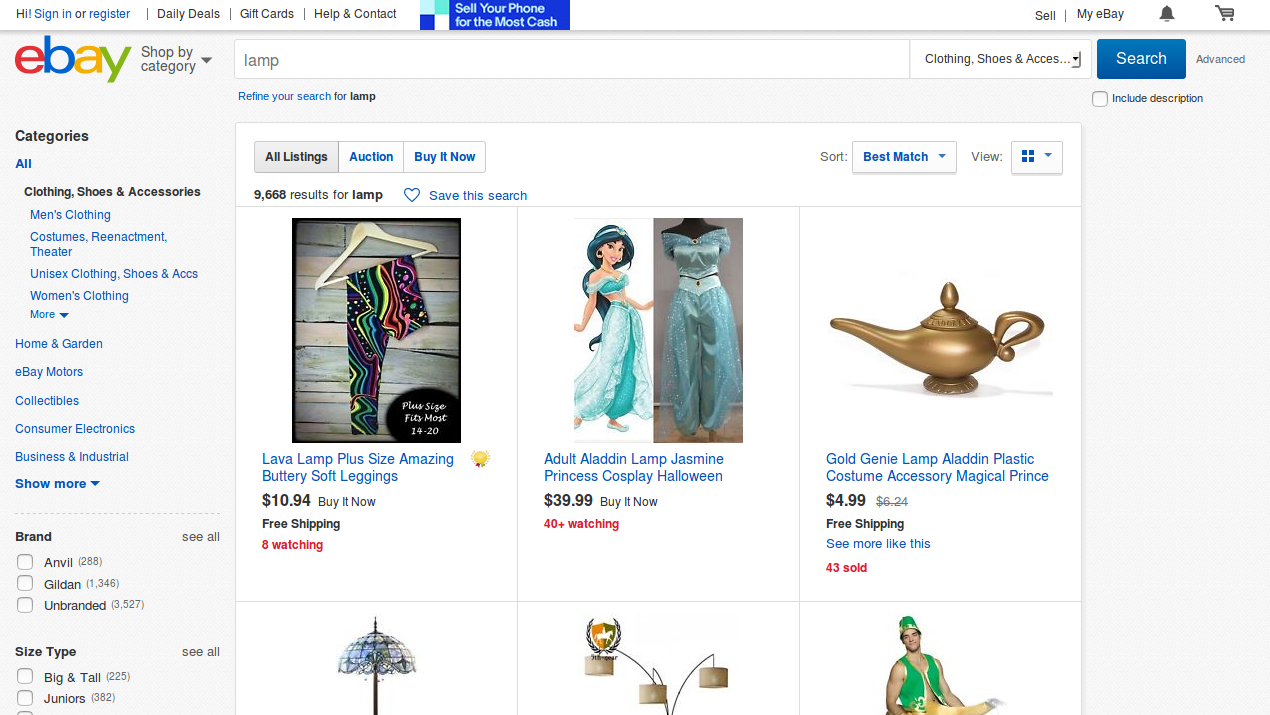 Hi! Sign in or register
Daily Deals
Gift Cards
Help & Contact
Sell Your Phone
for the Most Cash
Sell
My eBay
ebay
Shop by
category
lamp
Clothing, Shoes & Acces...
Search
Advanced
Refine your search for lamp
Include description
Categories
All
Clothing, Shoes & Accessories
Men's Clothing
Costumes, Reenactment,
Theater
Unisex Clothing, Shoes & Accs
Women's Clothing
More
Home & Garden
eBay Motors
Collectibles
Consumer Electronics
Business & Industrial
Show more
Brand
see all
Anvil (288)
Gildan (1,346)
Unbranded (3,527)
Size Type
see all
Big & Tall (225)
Juniors (382)
All Listings
Auction
Buy It Now
Sort:
Best Match
View:
9,668 results for lamp
Save this search
Plus Size
Fits Most
14-20
Lava Lamp Plus Size Amazing
Buttery Soft Leggings
$10.94 Buy It Now
Free Shipping
8 watching
Adult Aladdin Lamp Jasmine
Princess Cosplay Halloween
$39.99 Buy It Now
40+ watching
Gold Genie Lamp Aladdin Plastic
Costume Accessory Magical Prince
$4.99 $6.24
Free Shipping
See more like this
43 sold